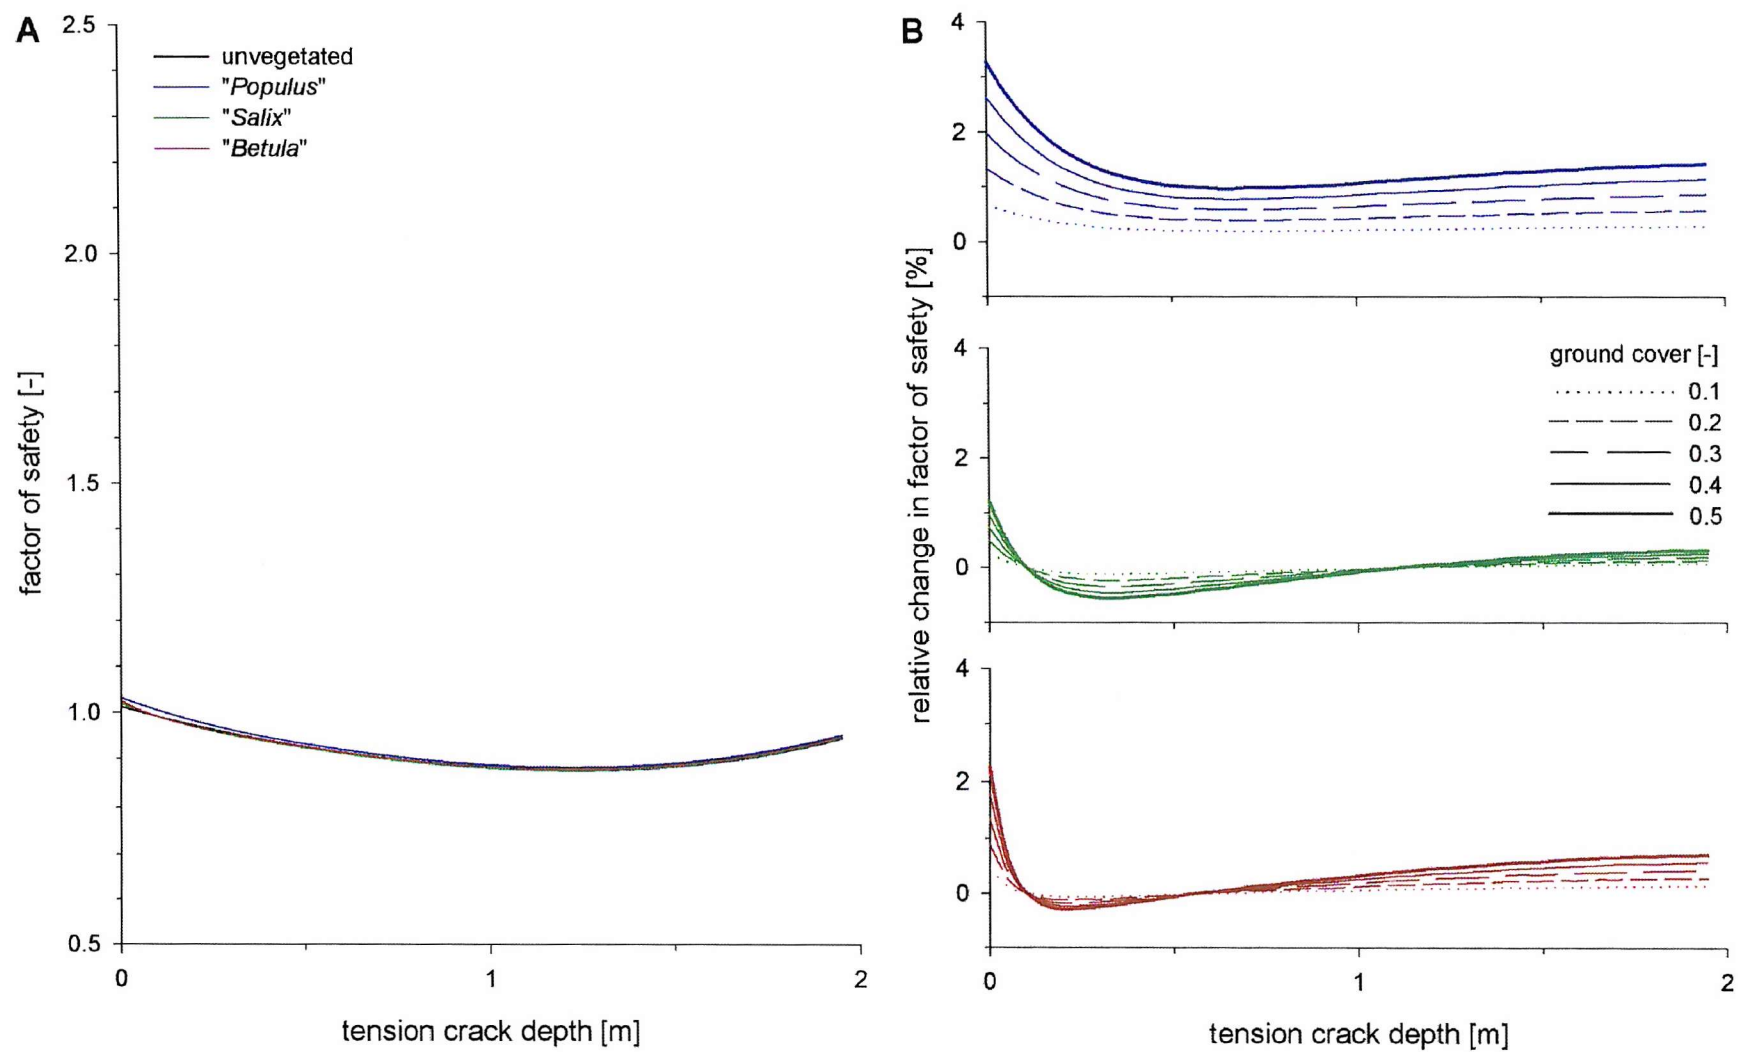 A
2.5
unvegetated
"Populus"
"Salix"
"Betula"
2.0
1.5
1.0
0.5
factor of safety [-]
0 1 2
tension crack depth [m]
B
4
2
0
4
2
0
4
2
0
relative change in factor of safety [%]
ground cover [-]
0.1
0.2
0.3
0.4
0.5
0 1 2
tension crack depth [m]